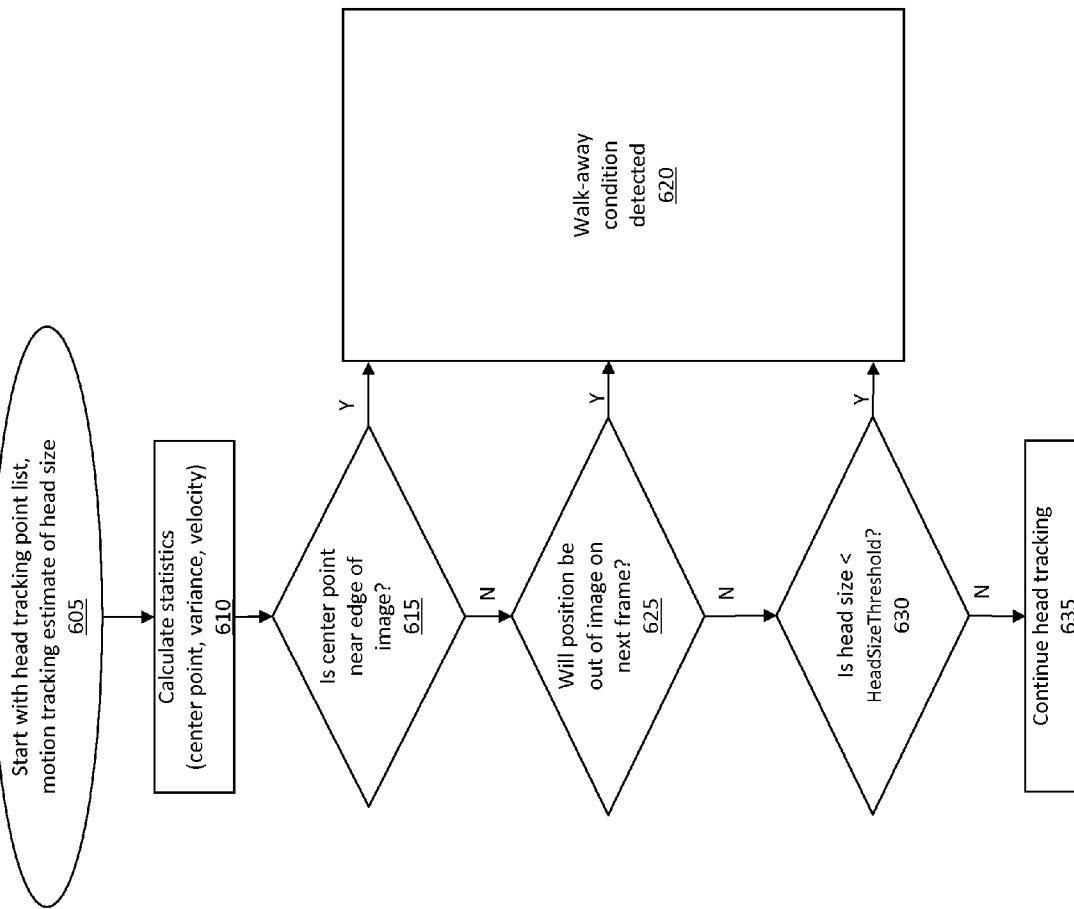 Start with head tracking point list,
motion tracking estimate of head size
605
Calculate statistics
(center point, variance, velocity)
610
Is center point
near edge of
image?
615
Y
N
Will position be
out of image on
next frame?
625
Y
N
Is head size <
HeadSizeThreshold?
630
Y
N
Walk-away
condition
detected
620
Continue head tracking
635